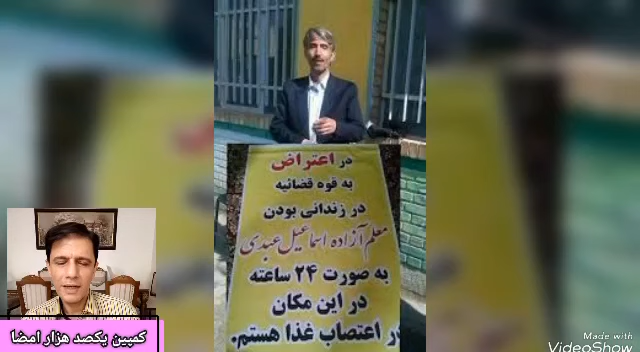 در اعتراض
به قوه قضائیه
در زندانی بودن
معلم آزاده اسماعیل عبدی
به صورت ۲۴ ساعته
در این مکان
در اعتصاب غذا هستم.
کمپین یکصد هزار امضا
Made with
VideoShow